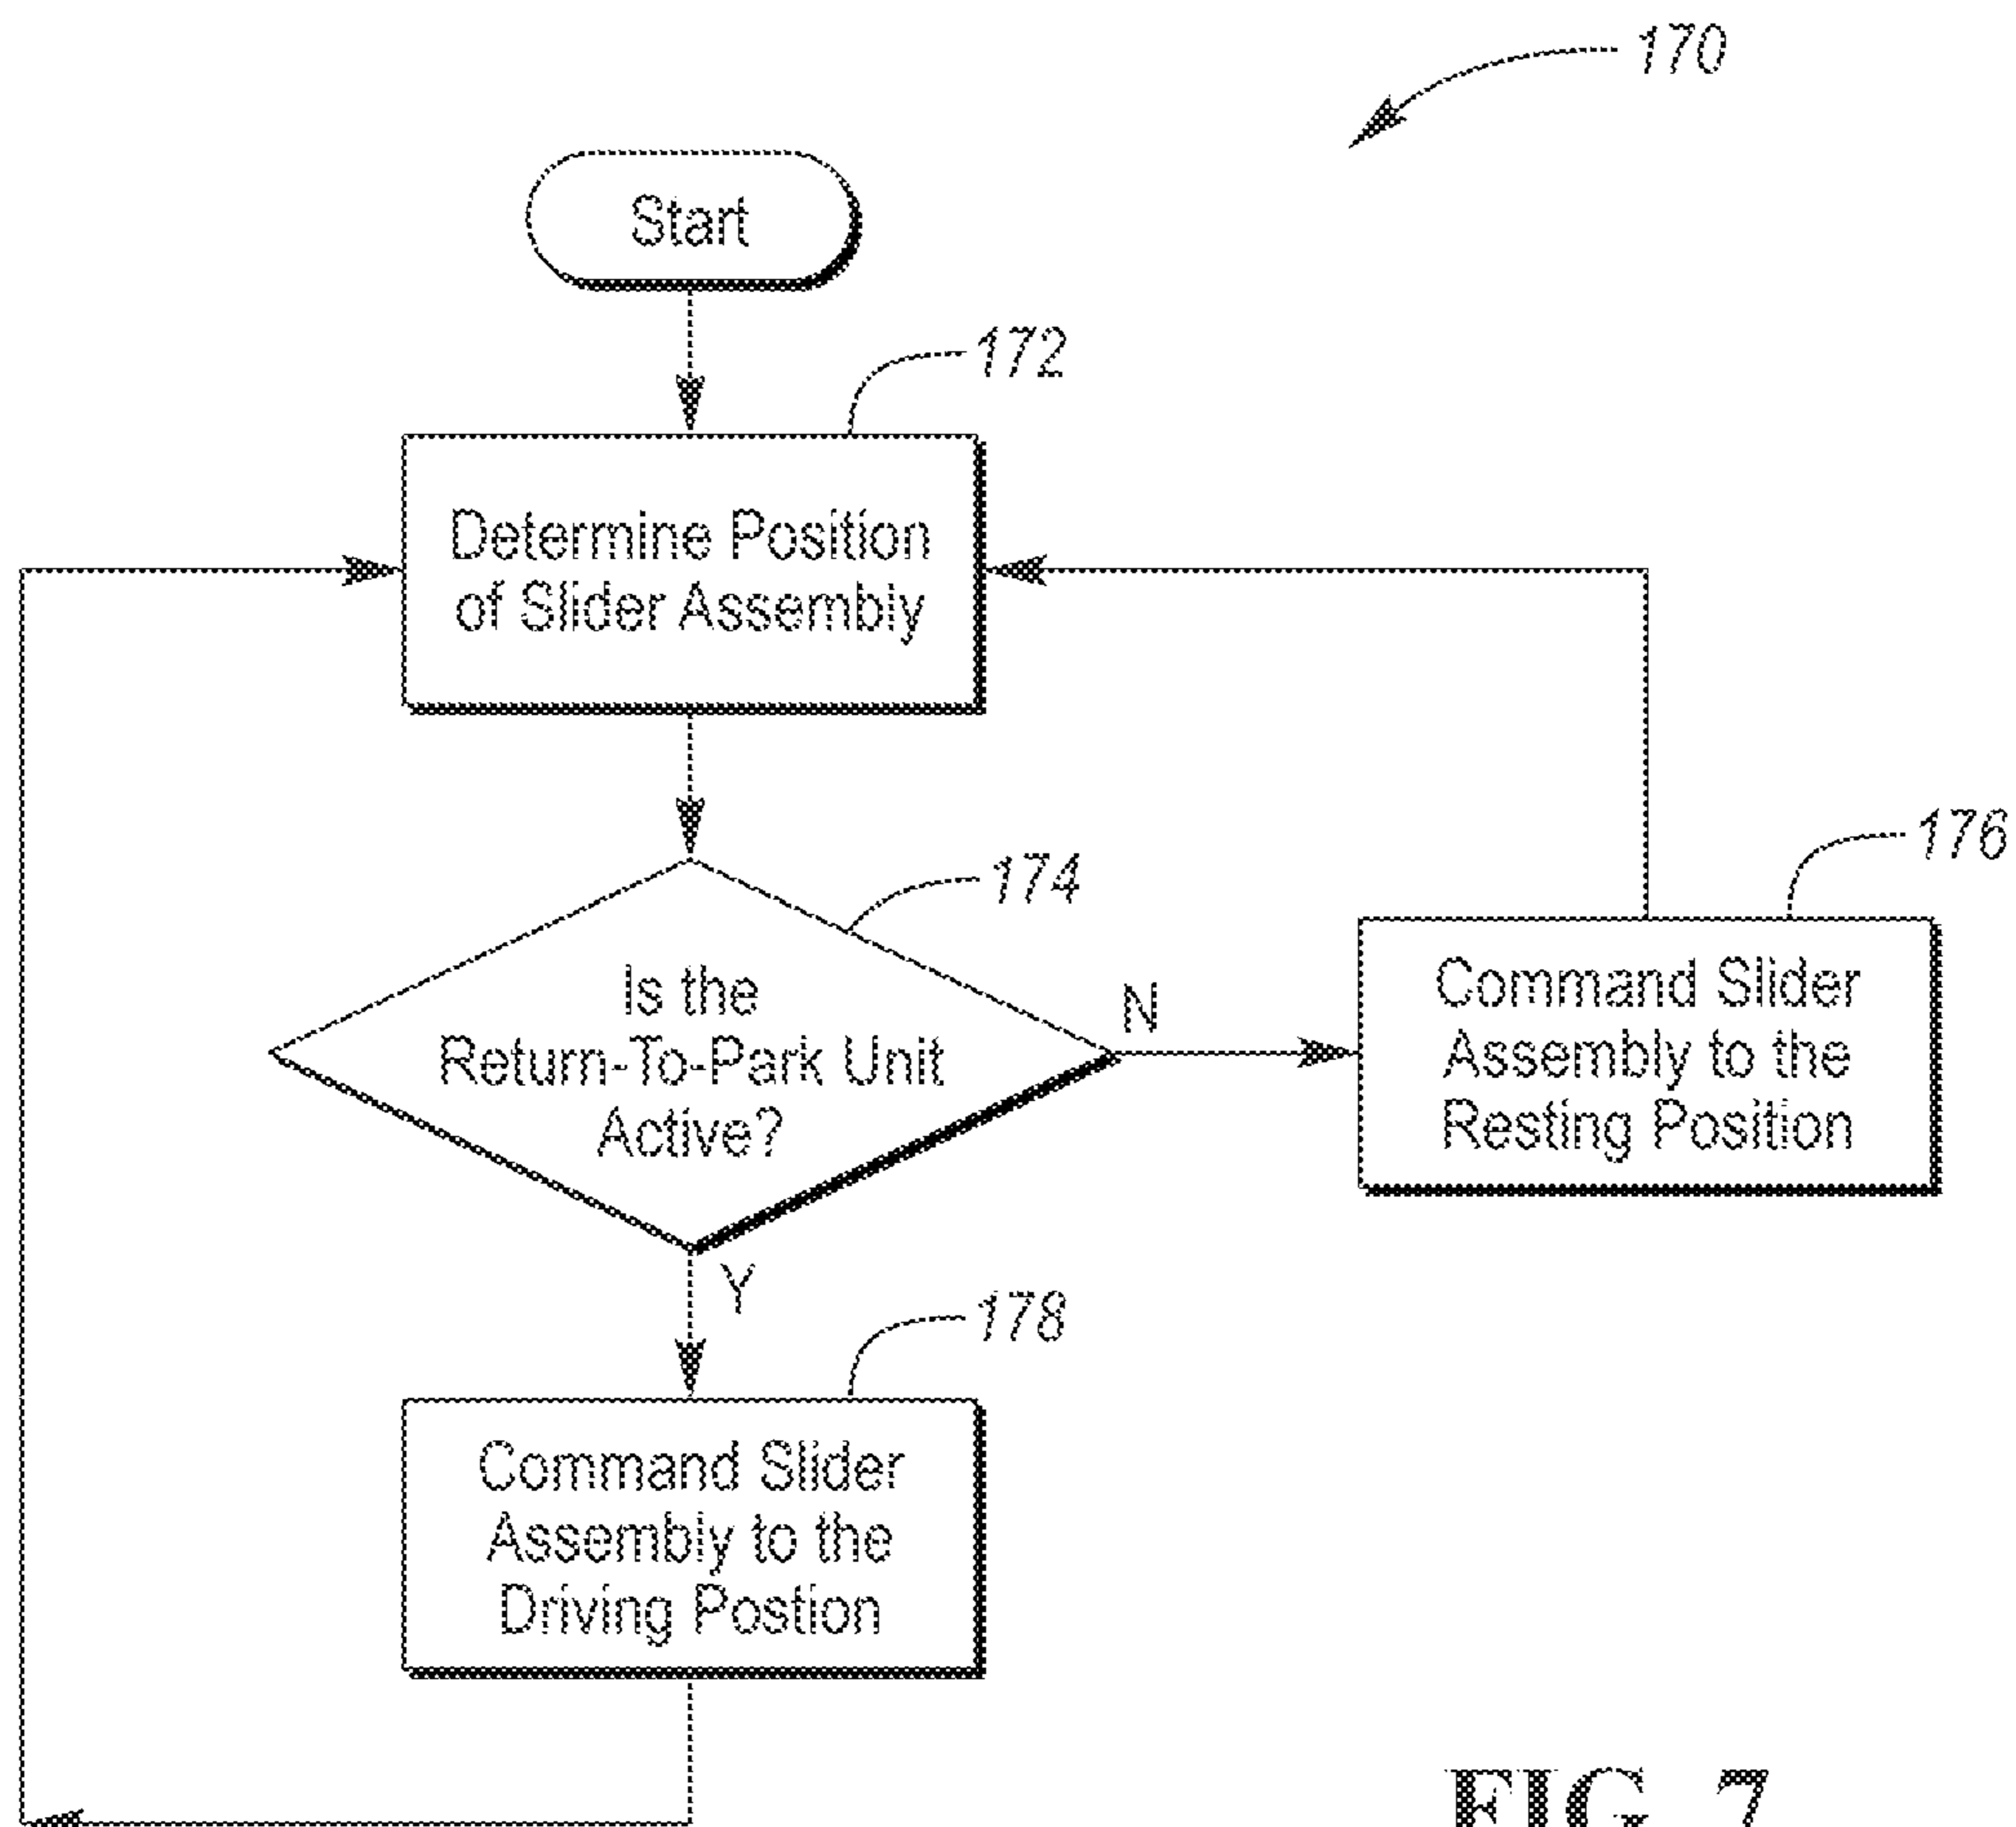 170
Start
172
Determine Position
of Slider Assembly
174
Is the
Return-To-Park Unit
Active?
N
176
Command Slider
Assembly to the
Resting Position
Y
178
Command Slider
Assembly to the
Driving Postion
FIG. 7